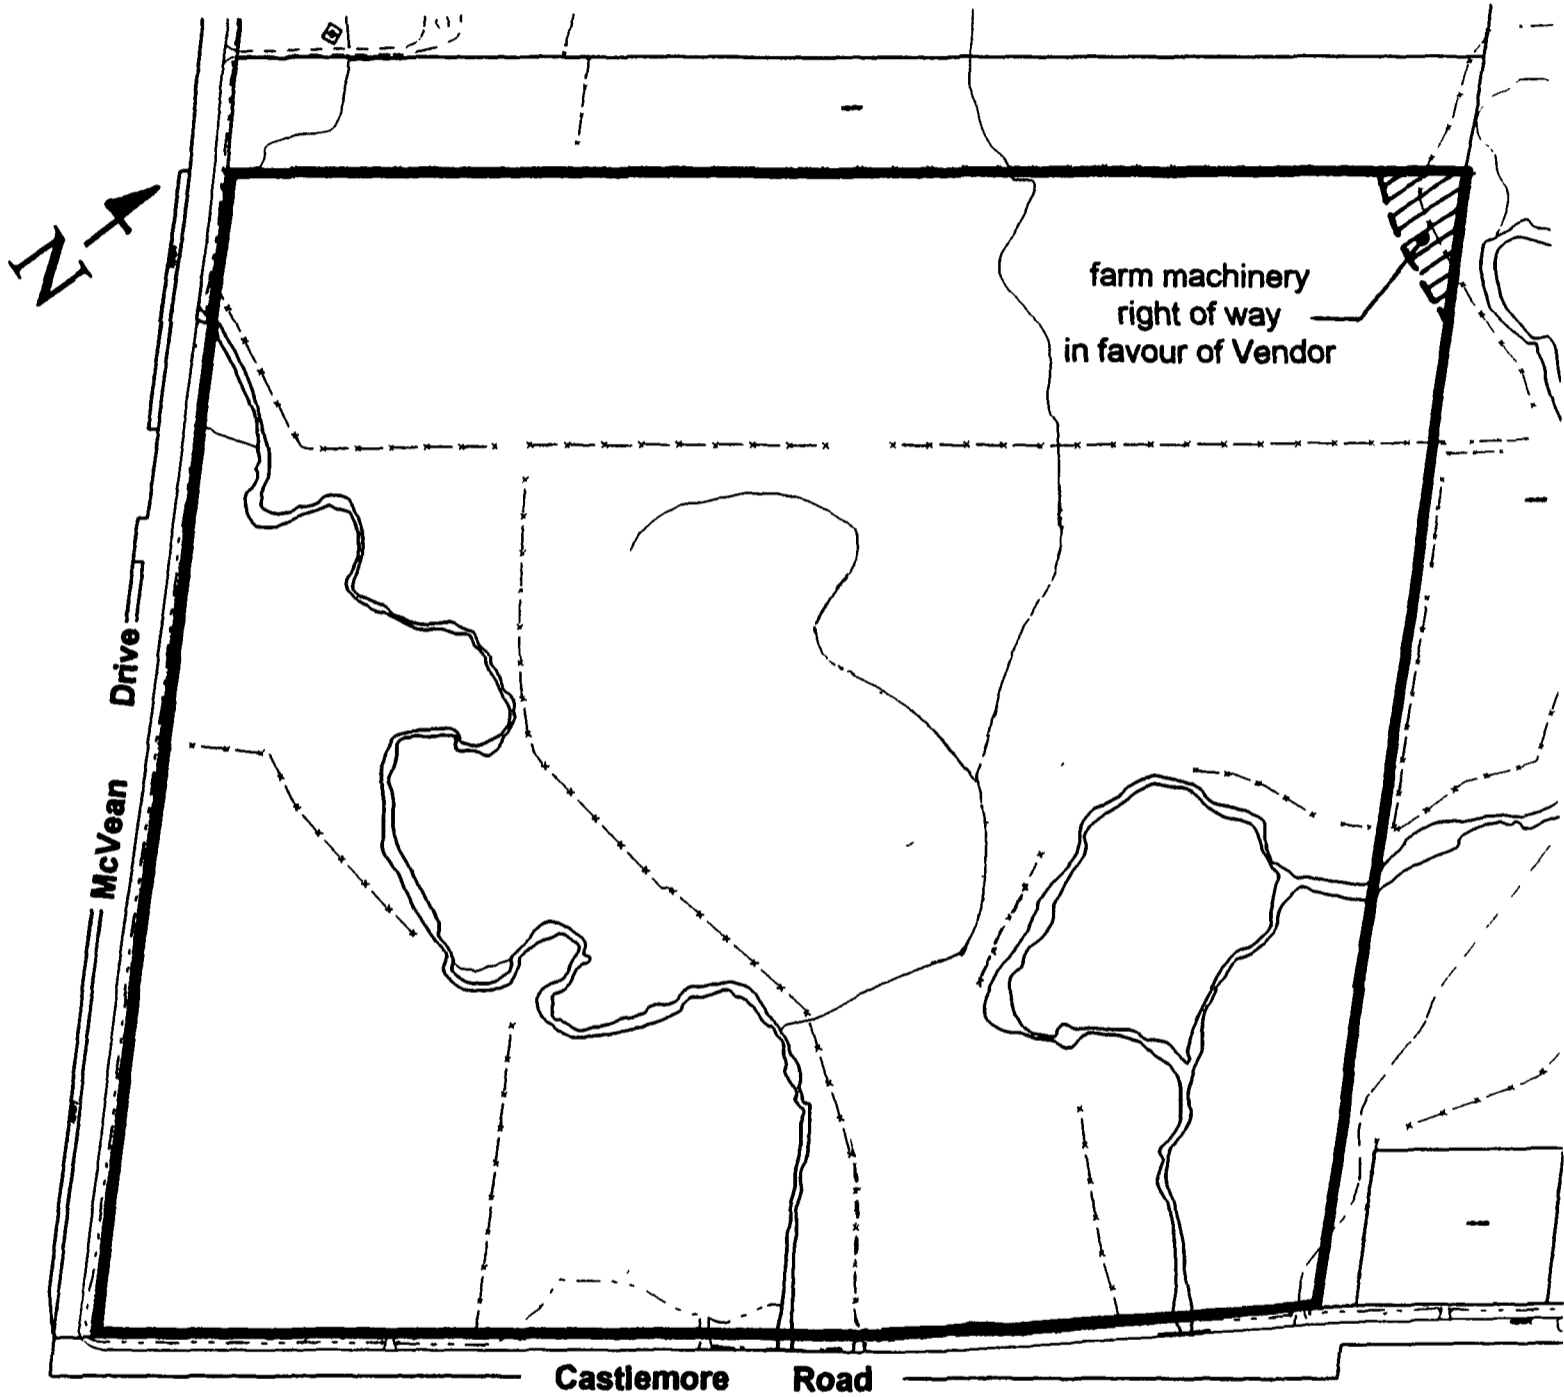 N
farm machinery
right of way
in favour of Vendor
McVean Drive
Castlemore Road